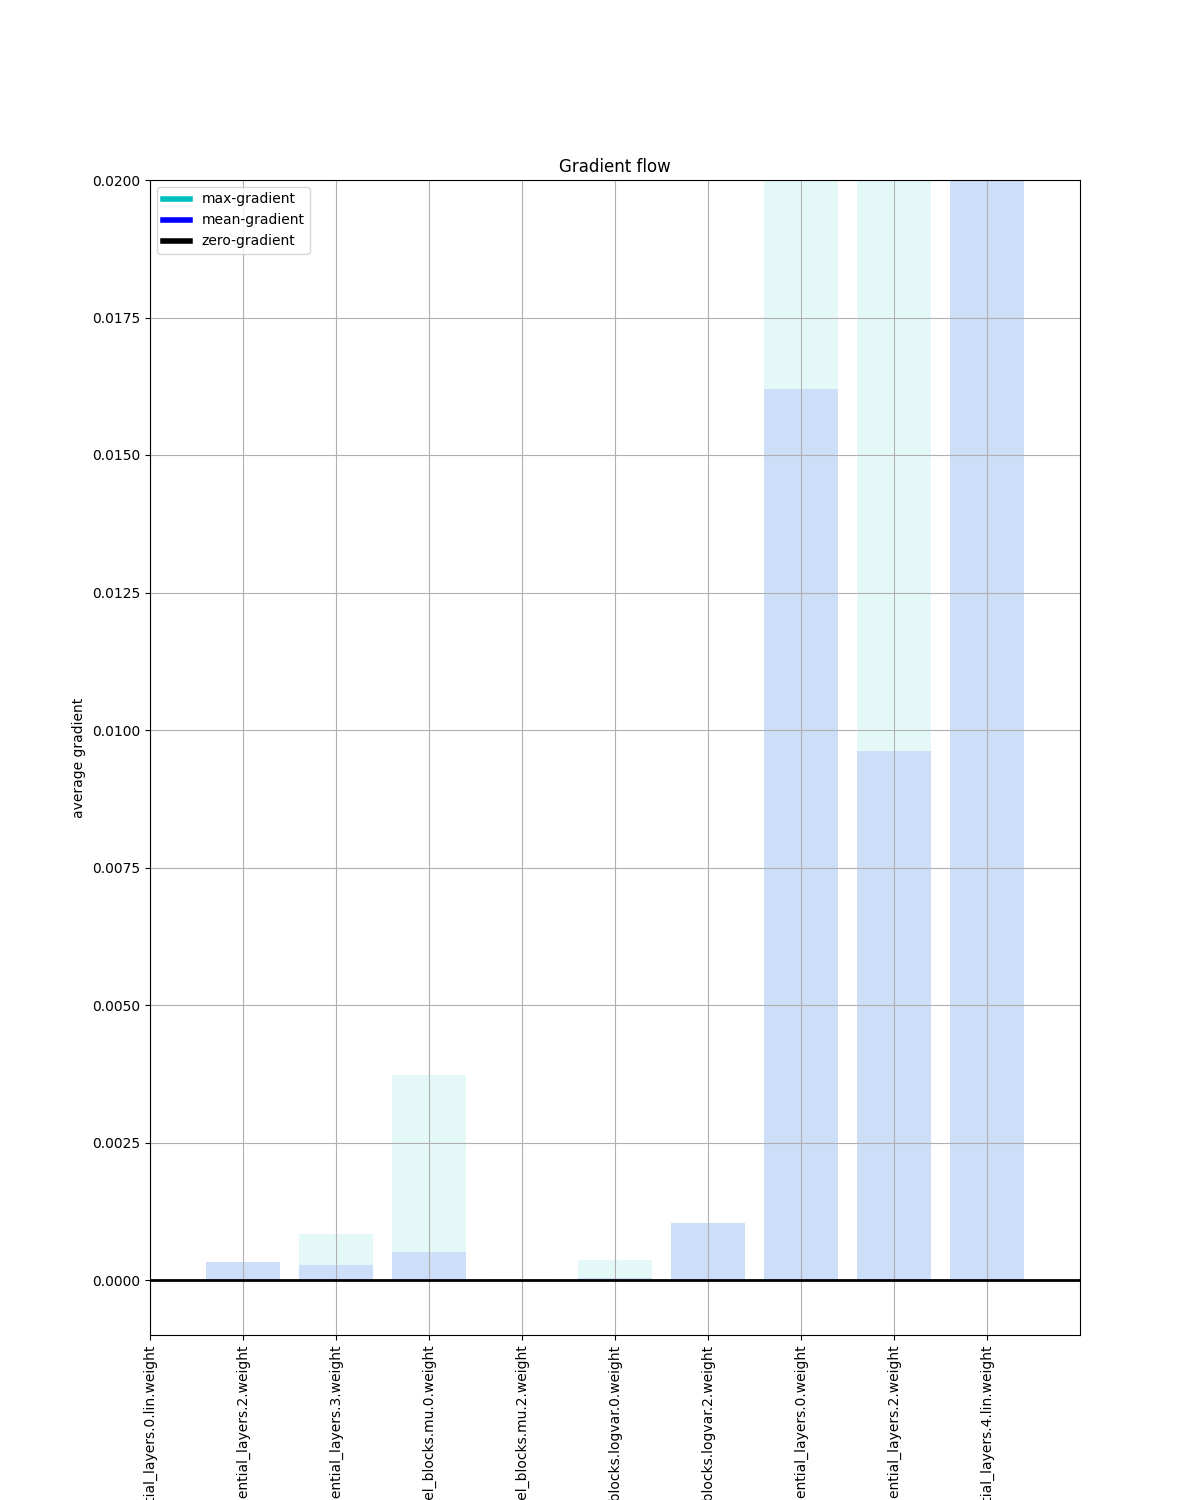 Gradient flow
max-gradient
mean-gradient
zero-gradient
0.0200
0.0175
0.0150
0.0125
0.0100
0.0075
0.0050
0.0025
0.0000
average gradient
tial_layers.0.lin.weight
ential_layers.2.weight
ential_layers.3.weight
el_blocks.mu.0.weight
el_blocks.mu.2.weight
blocks.logvar.0.weight
blocks.logvar.2.weight
ential_layers.0.weight
ential_layers.2.weight
tial_layers.4.lin.weight